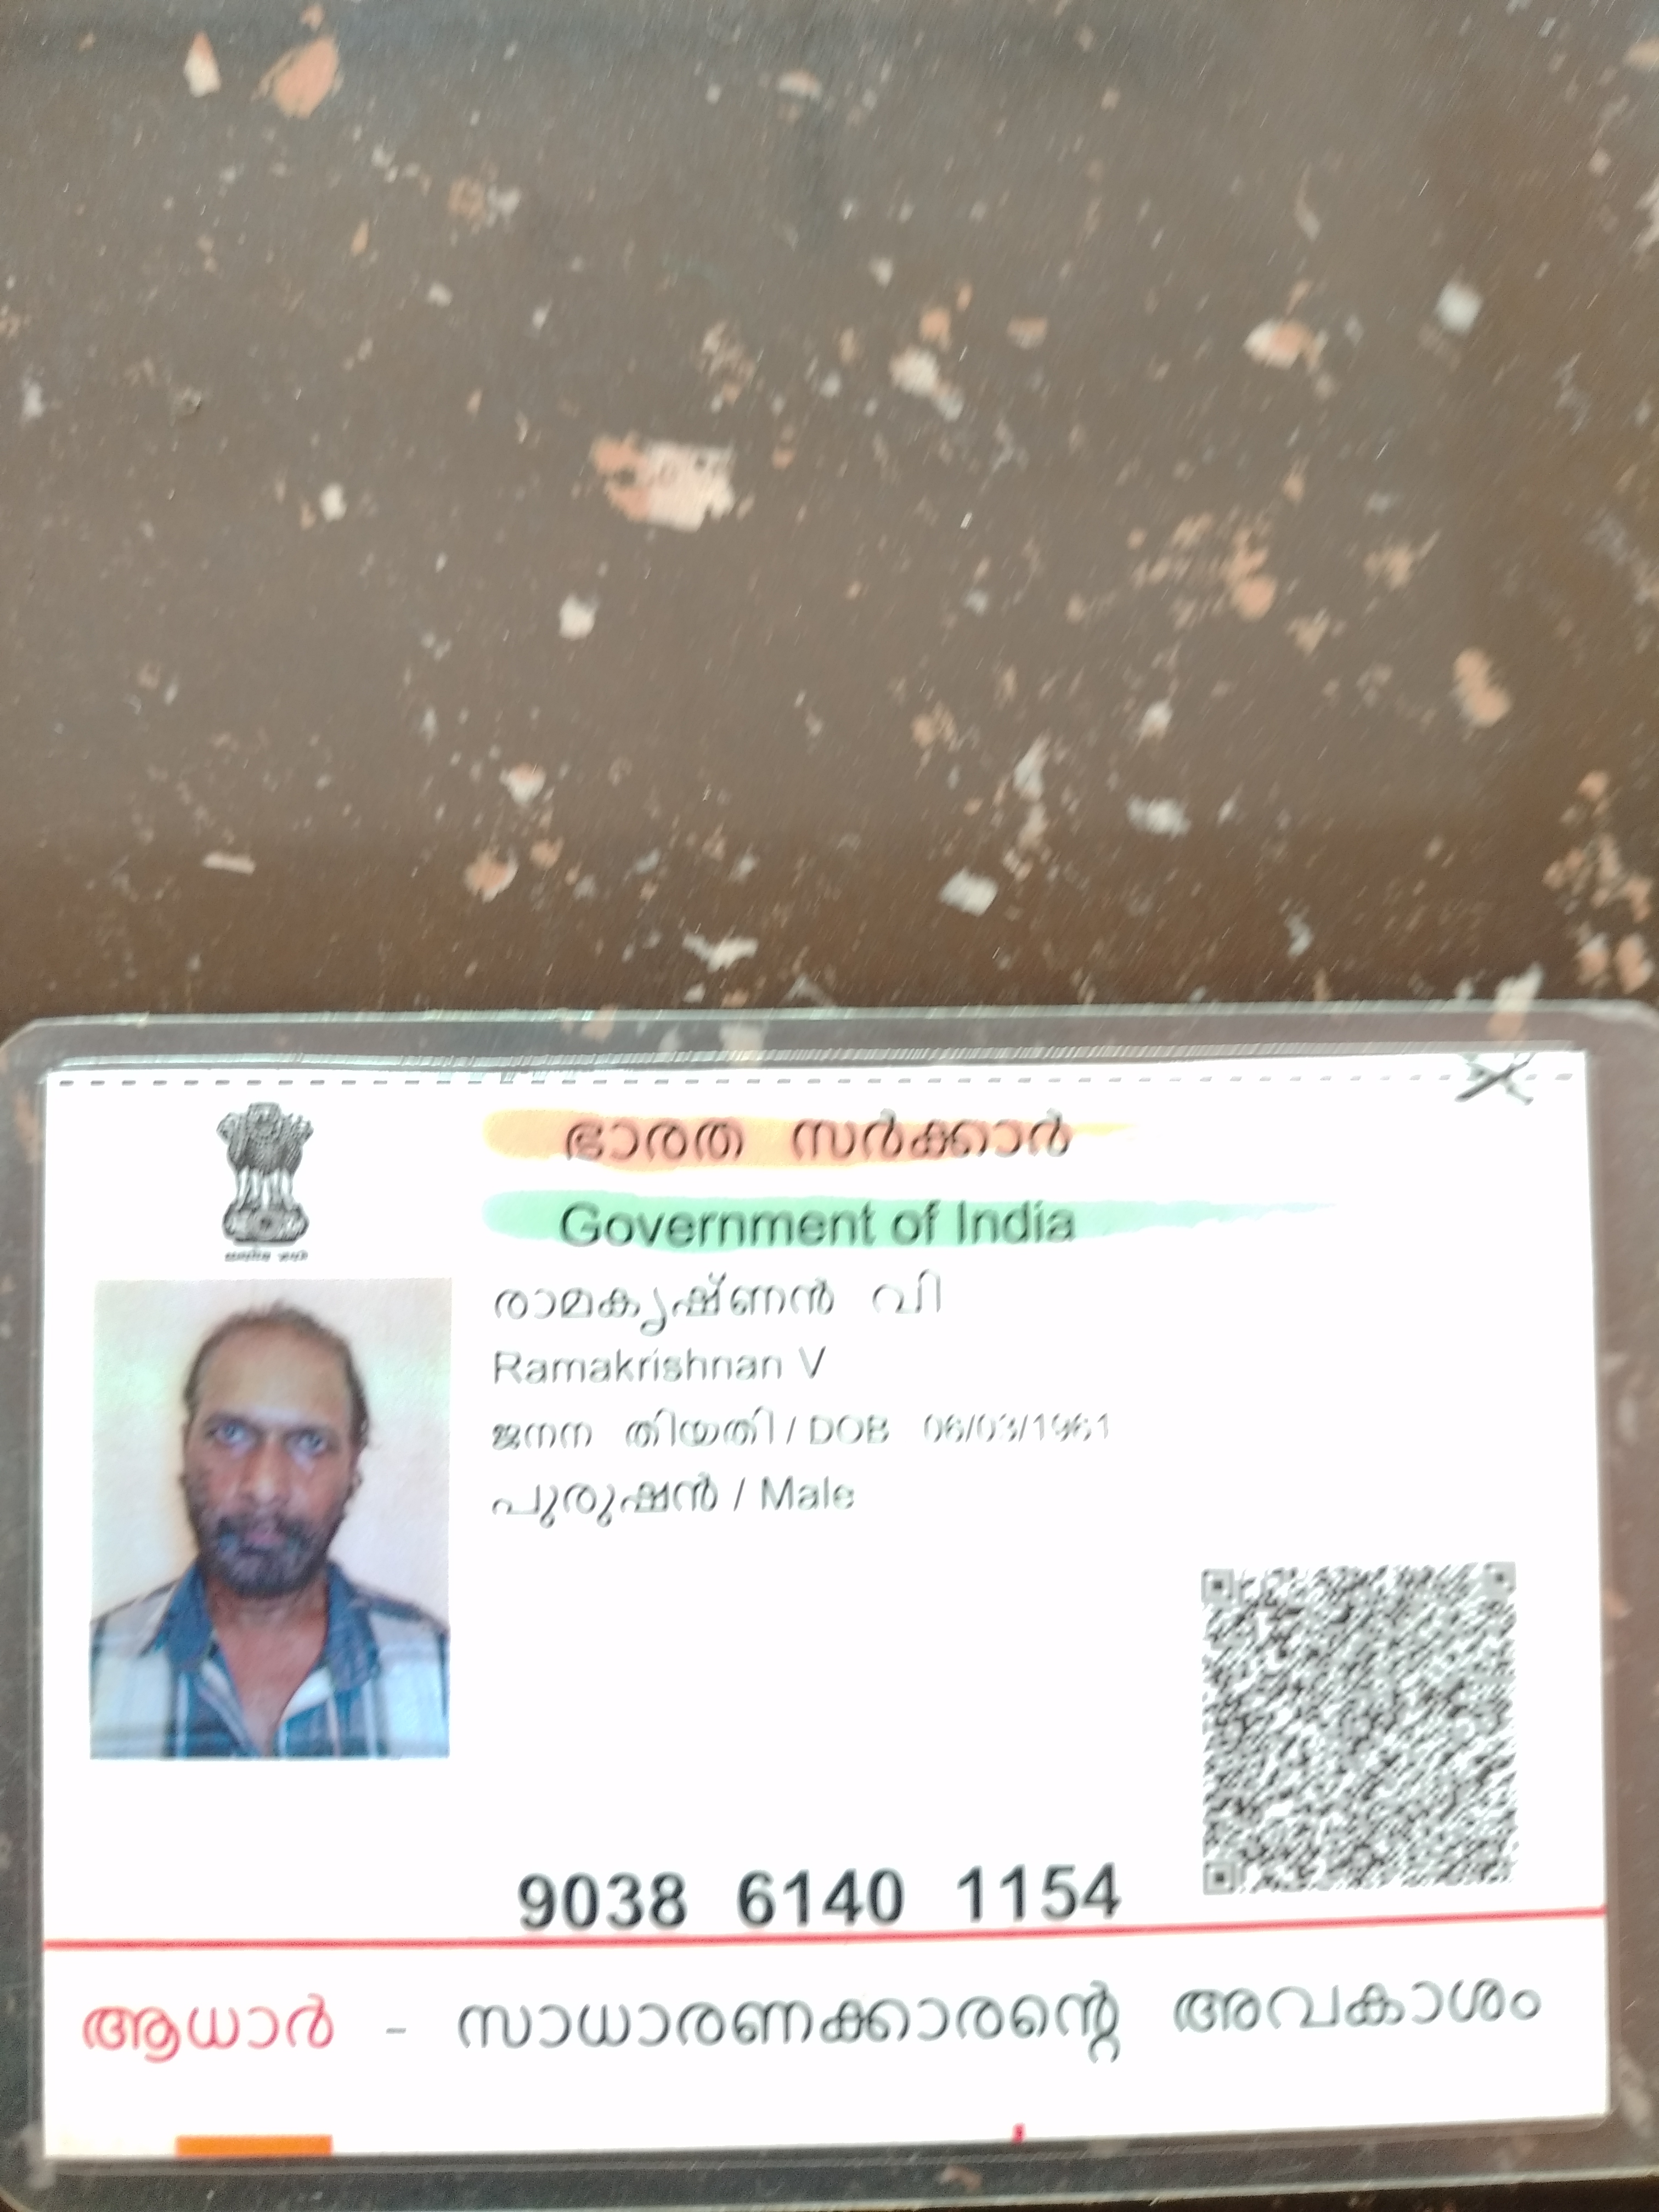 ഭാരത സർക്കാർ
Government of India
രാമകൃഷ്ണൻ വി
Ramakrishnan V
ജനന തിയതി / DOB 06/03/1961
പുരുഷൻ / Male
9038 6140 1154
ആധാർ - സാധാരണക്കാരന്റെ അവകാശം